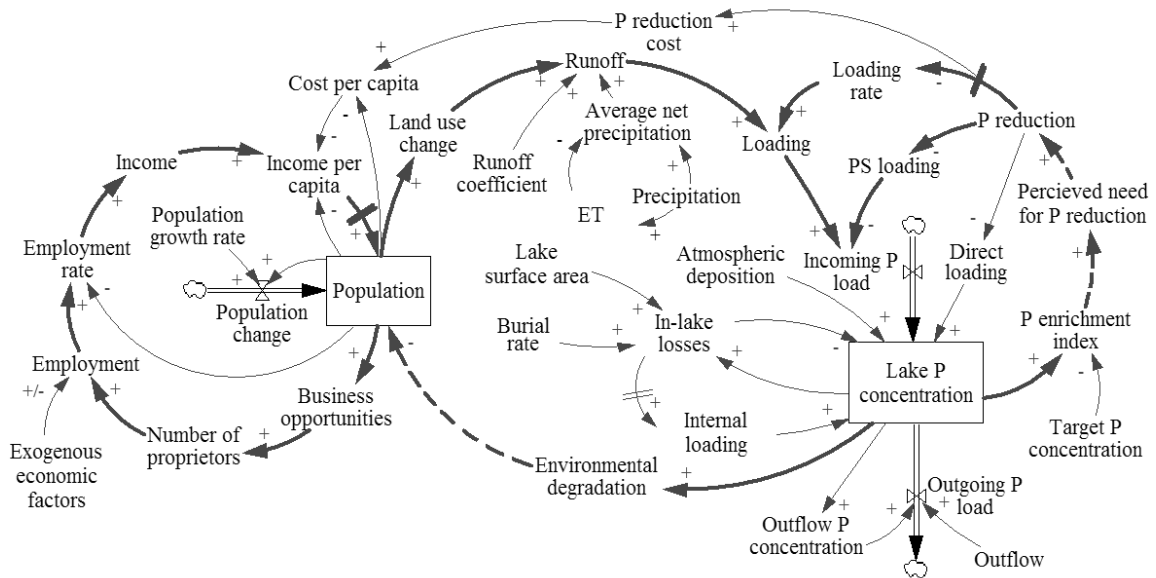 P reduction
cost
+
+
Runoff
Loading
rate
-
Cost per capita
+
+
+
+
-
-
Land use
change
Average net
precipitation
+
+
Loading
P reduction
+
-
-
Income
+
Income per
capita
+
-
Runoff
coefficient
-
+
PS loading
+
-
+
Precipitation
Percieved need
for P reduction
Population
growth rate
-
+
ET
-
-
+
Employment
rate
+
+
+
Lake
surface area
Atmospheric
deposition
Incoming P
load
Direct
loading
+
-
Population
Population
change
+
+
Burial
rate
+
In-lake
losses
+
+
+
P enrichment
index
Employment
+
-
-
+/-
+
Business
opportunities
+
Lake P
concentration
+
Exogenous
economic
factors
Number of
proprietors
+
+
Internal
loading
+
Target P
concentration
Environmental
degradation
+
Outgoing P
load
+
+
+
Outflow P
concentration
Outflow